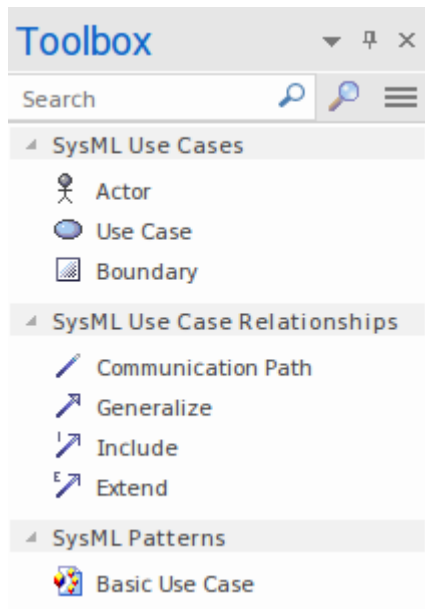 Toolbox
Search
SysML Use Cases
Actor
Use Case
Boundary
SysML Use Case Relationships
Communication Path
Generalize
I
Include
E
Extend
SysML Patterns
Basic Use Case